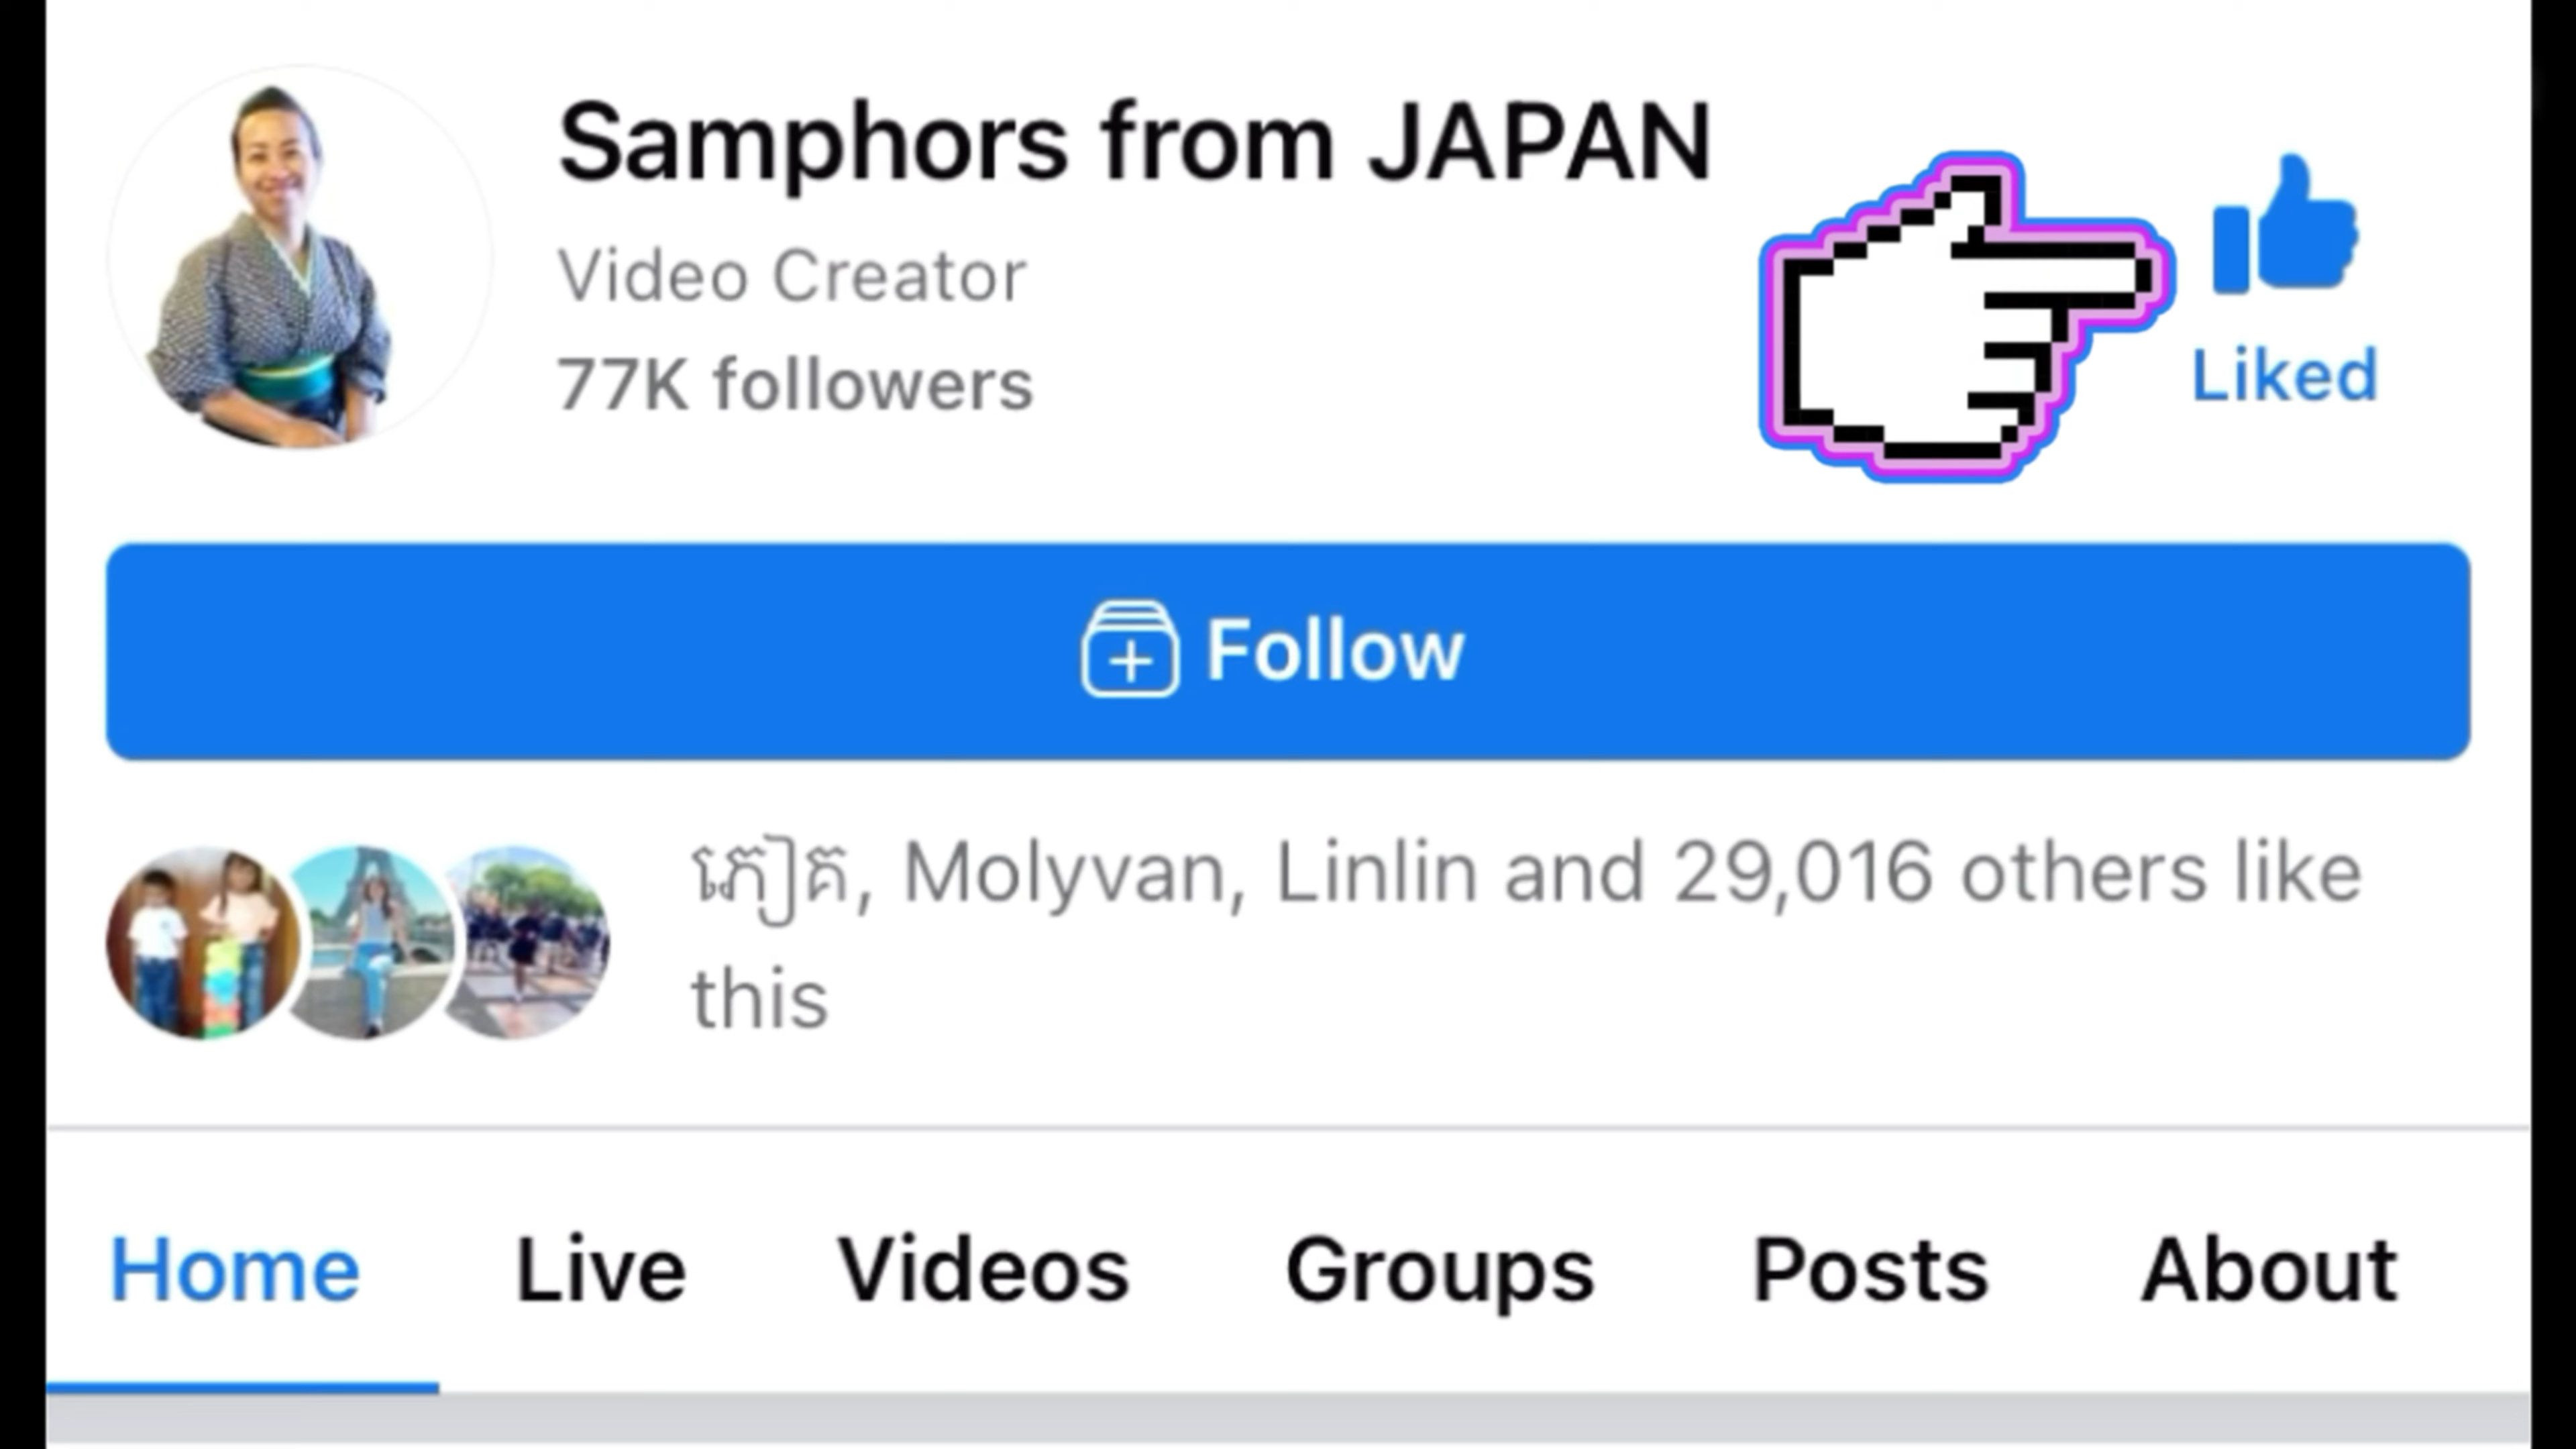 Samphors from JAPAN
Video Creator
77K followers
Liked
Follow
ភឿគ, Molyvan, Linlin and 29,016 others like
this
Home Live Videos Groups Posts About